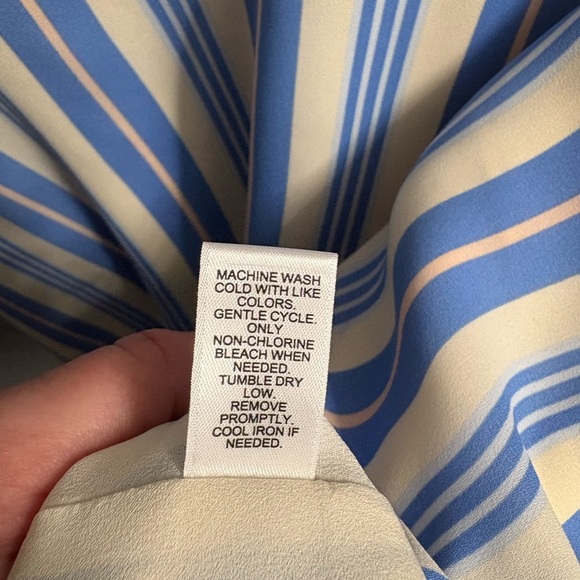 MACHINE WASH
COLD WITH LIKE
COLORS.
GENTLE CYCLE.
ONLY
NON-CHLORINE
BLEACH WHEN
NEEDED.
TUMBLE DRY
LOW.
REMOVE
PROMPTLY.
COOL IRON IF
NEEDED.